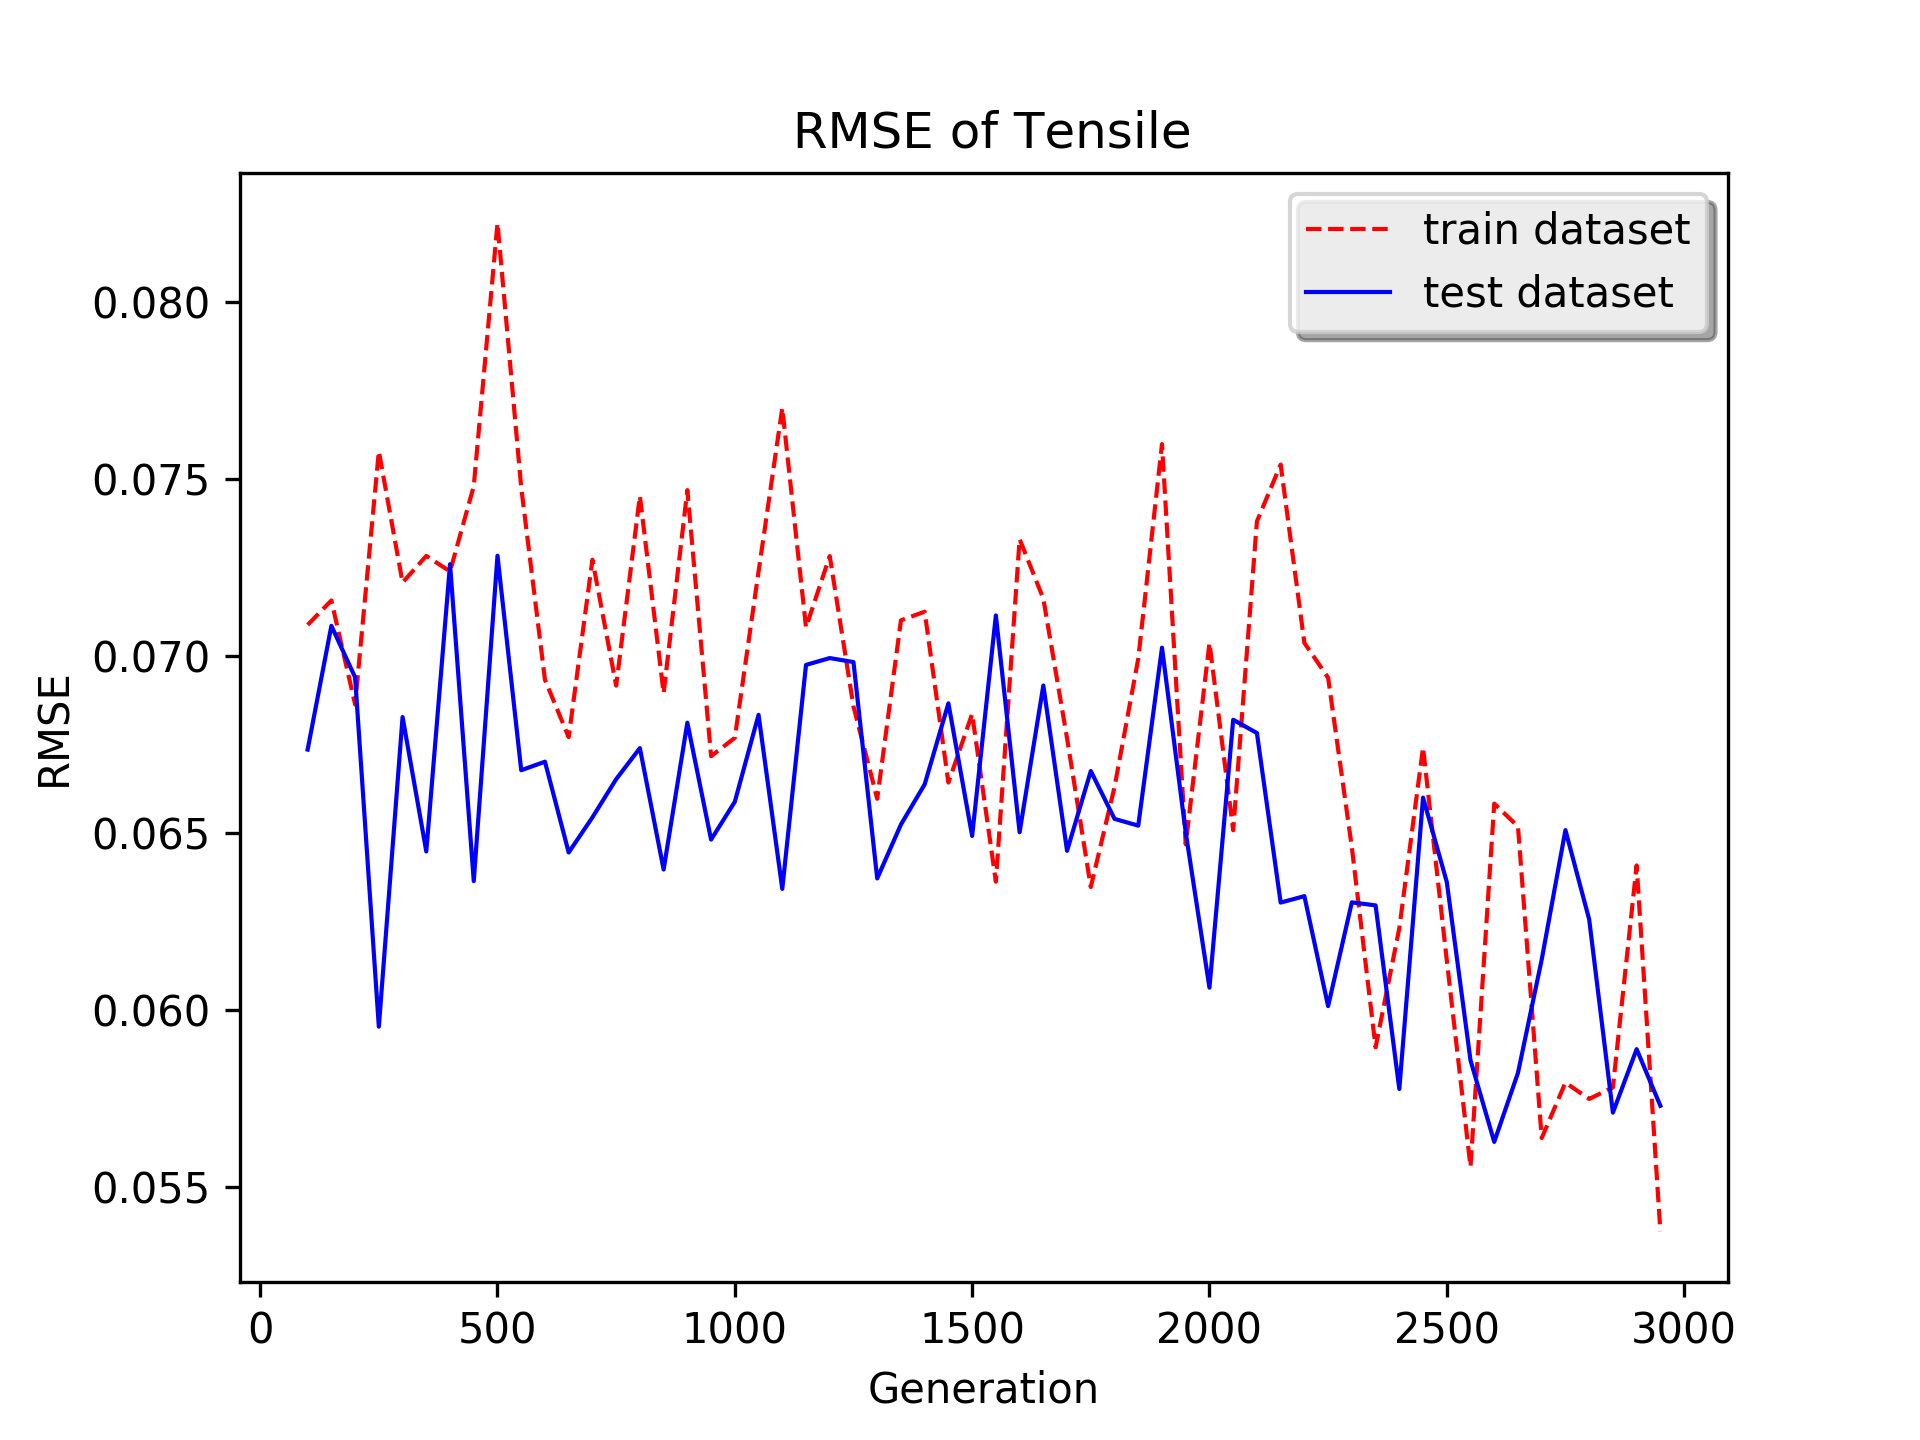 RMSE of Tensile
train dataset
test dataset
0.080
0.075
0.070
0.065
0.060
0.055
RMSE
0 500 1000 1500 2000 2500 3000
Generation